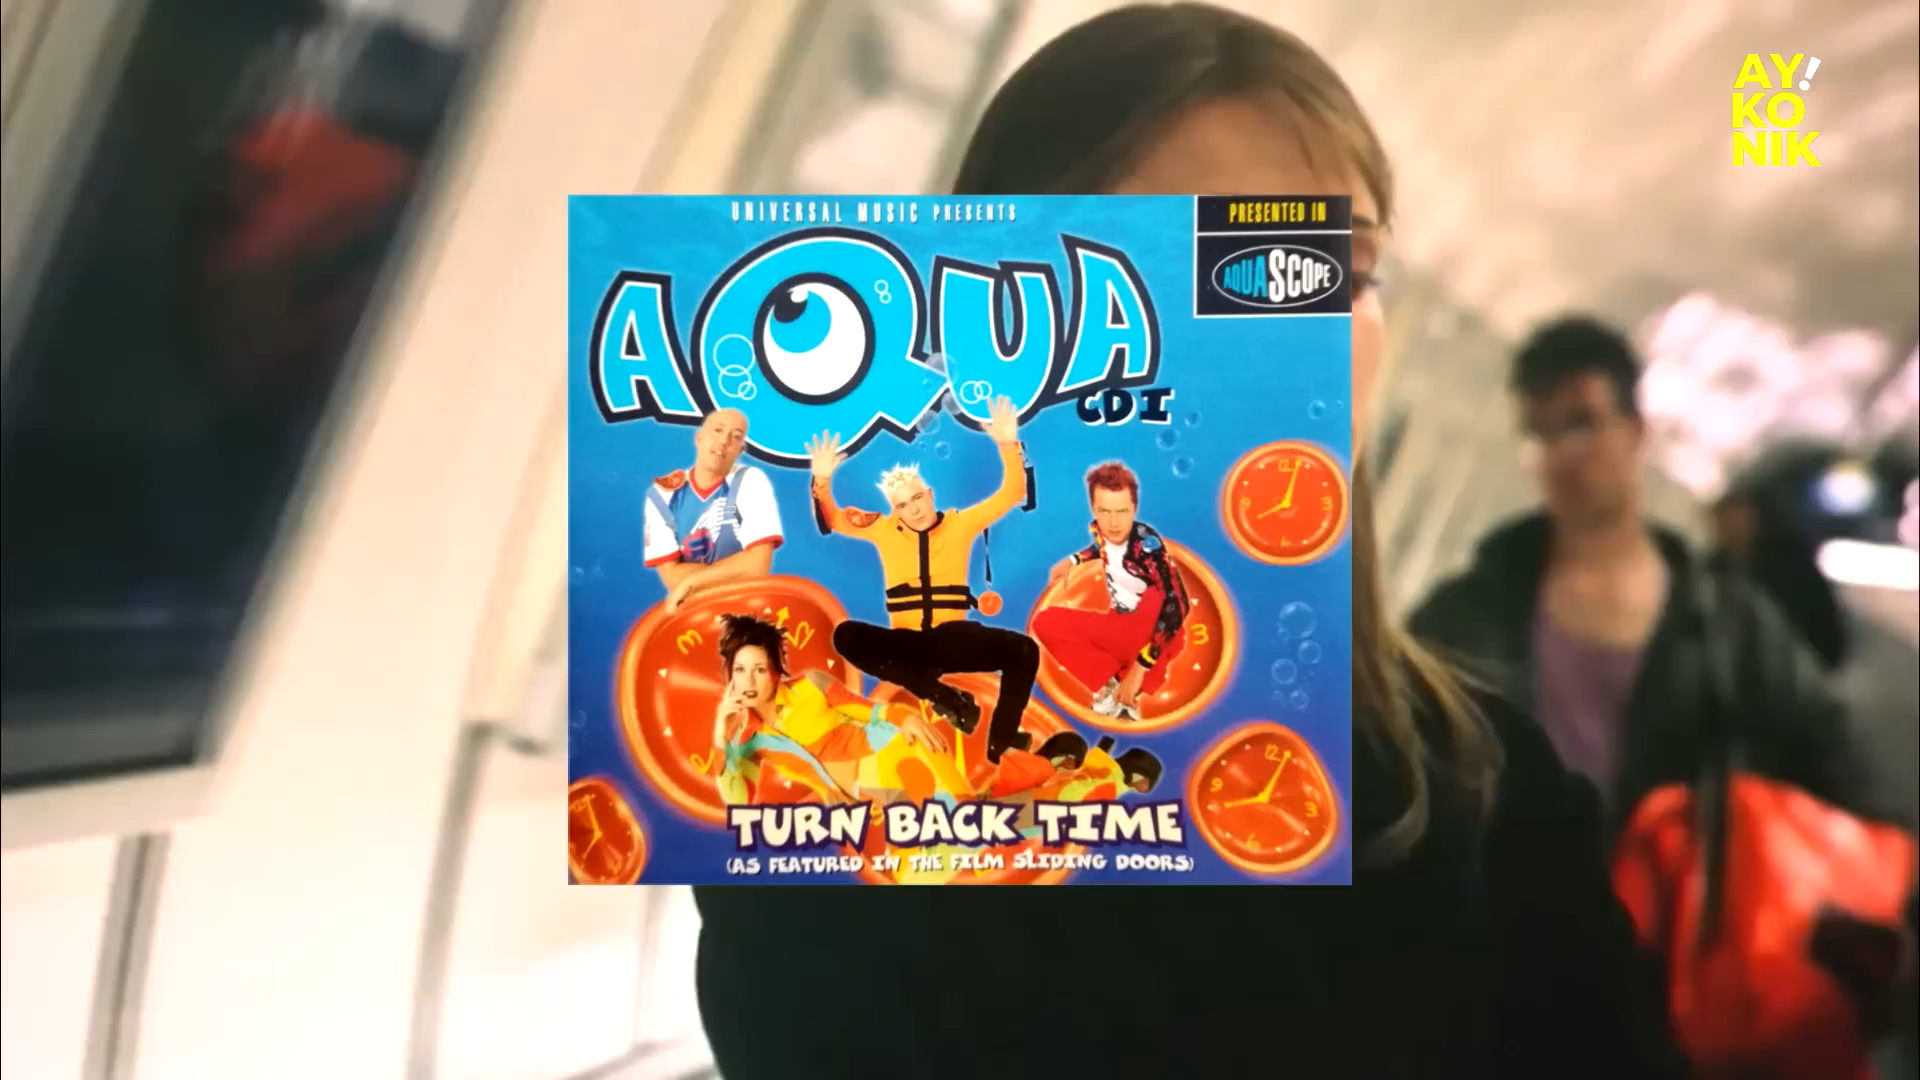 AY!
KO
NIK
UNIVERSAL MUSIC PRESENTS
PRESENTED IN
AQUASCOPE
AQUA
CD I
TURN BACK TIME
(AS FEATURED IN THE FILM SLIDING DOORS)